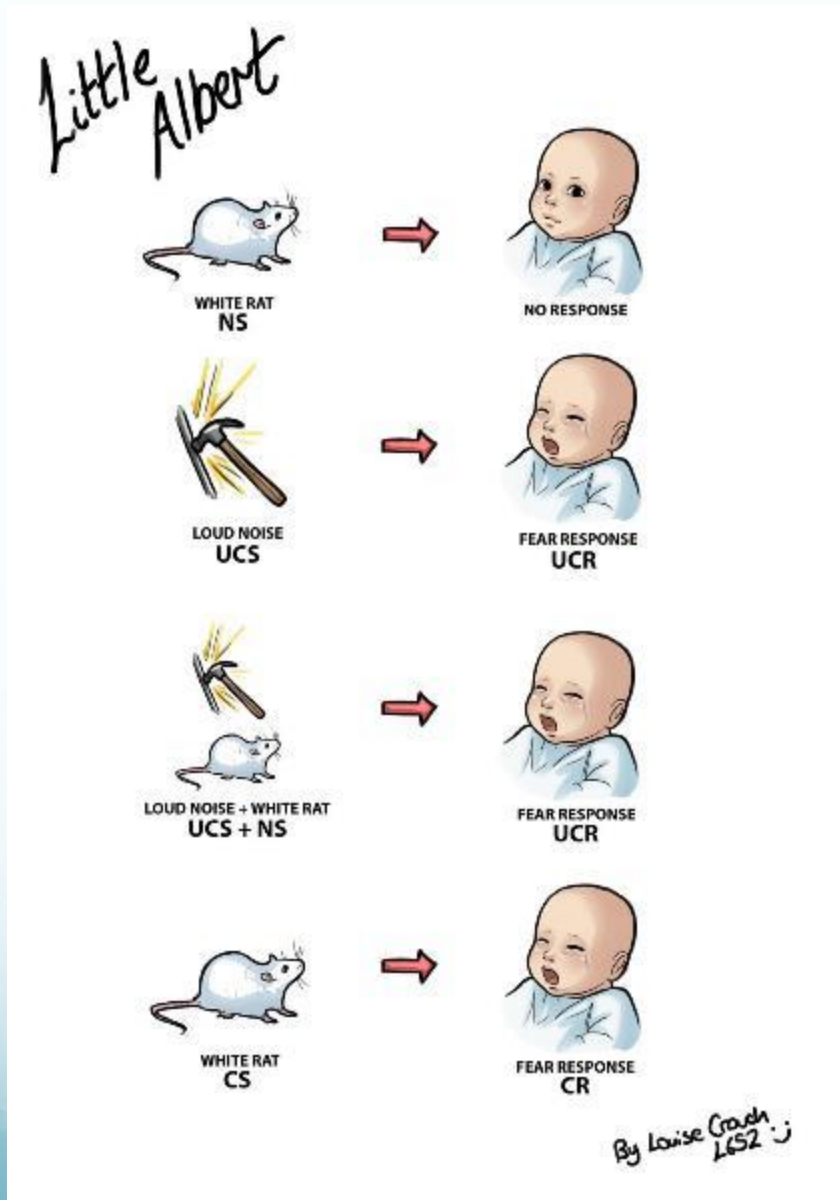 Little
Albert
WHITE RAT
NS
NO RESPONSE
LOUD NOISE
UCS
FEAR RESPONSE
UCR
LOUD NOISE + WHITE RAT
UCS + NS
FEAR RESPONSE
UCR
WHITE RAT
CS
FEAR RESPONSE
CR
By Louise Crouch
L6S2 :)